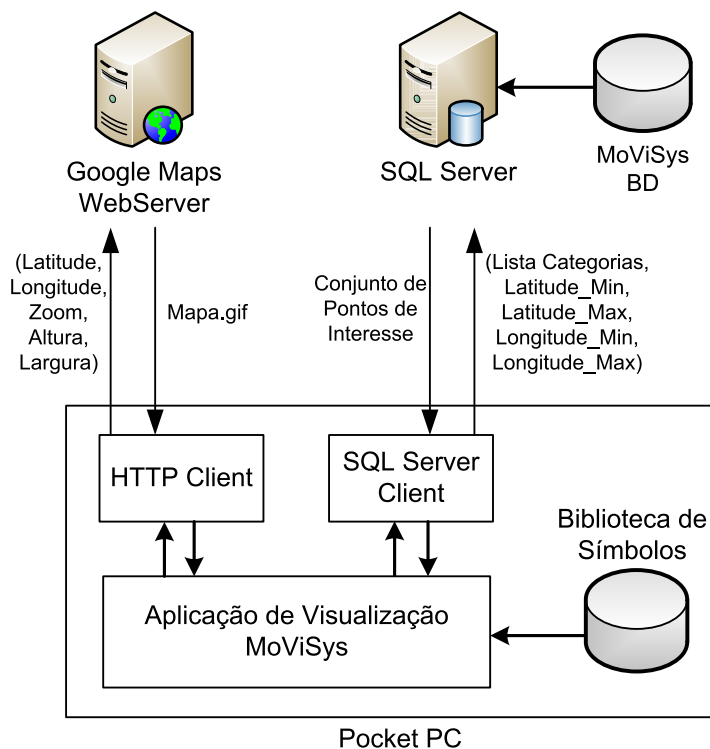 Google Maps
WebServer
SQL Server
MoViSys
BD
(Latitude,
Longitude,
Zoom,
Altura,
Largura)
Mapa.gif
Conjunto de
Pontos de
Interesse
(Lista Categorias,
Latitude_Min,
Latitude_Max,
Longitude_Min,
Longitude_Max)
HTTP Client
SQL Server
Client
Biblioteca de
Símbolos
Aplicação de Visualização
MoViSys
Pocket PC